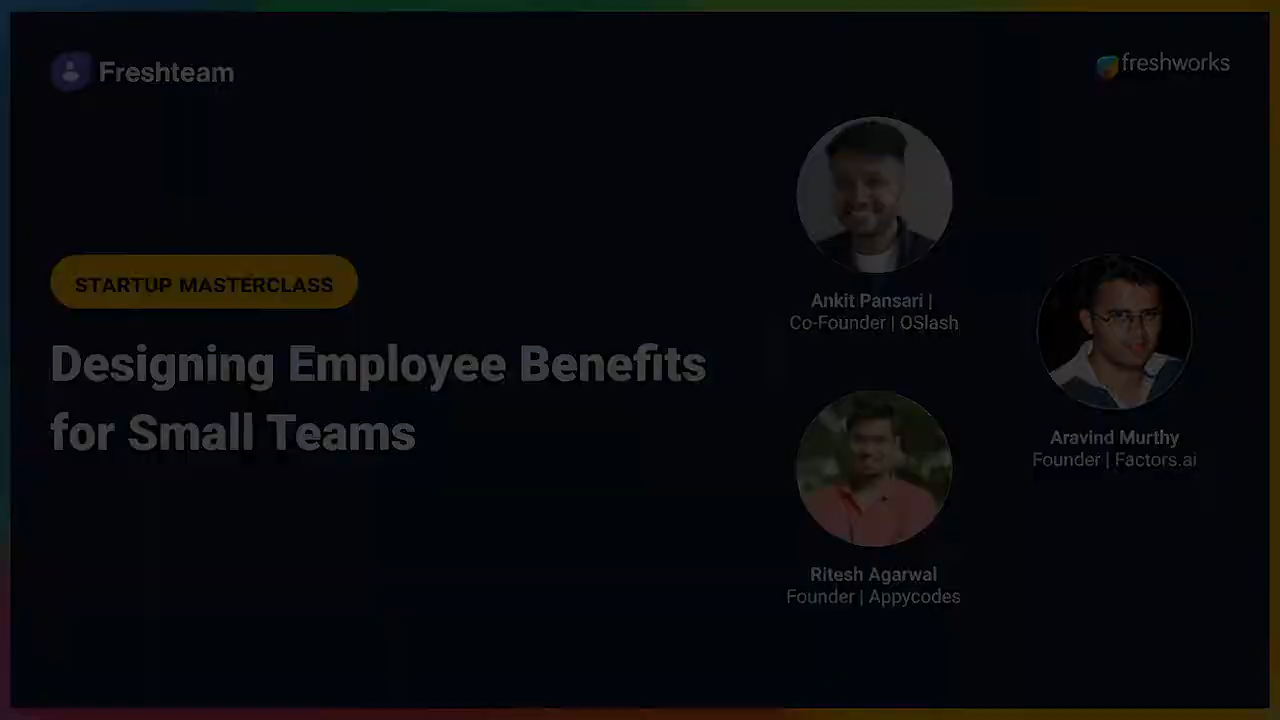 Freshteam
freshworks
STARTUP MASTERCLASS
Designing Employee Benefits
for Small Teams
Ankit Pansari |
Co-Founder | OSlash
Aravind Murthy
Founder | Factors.ai
Ritesh Agarwal
Founder | Appycodes